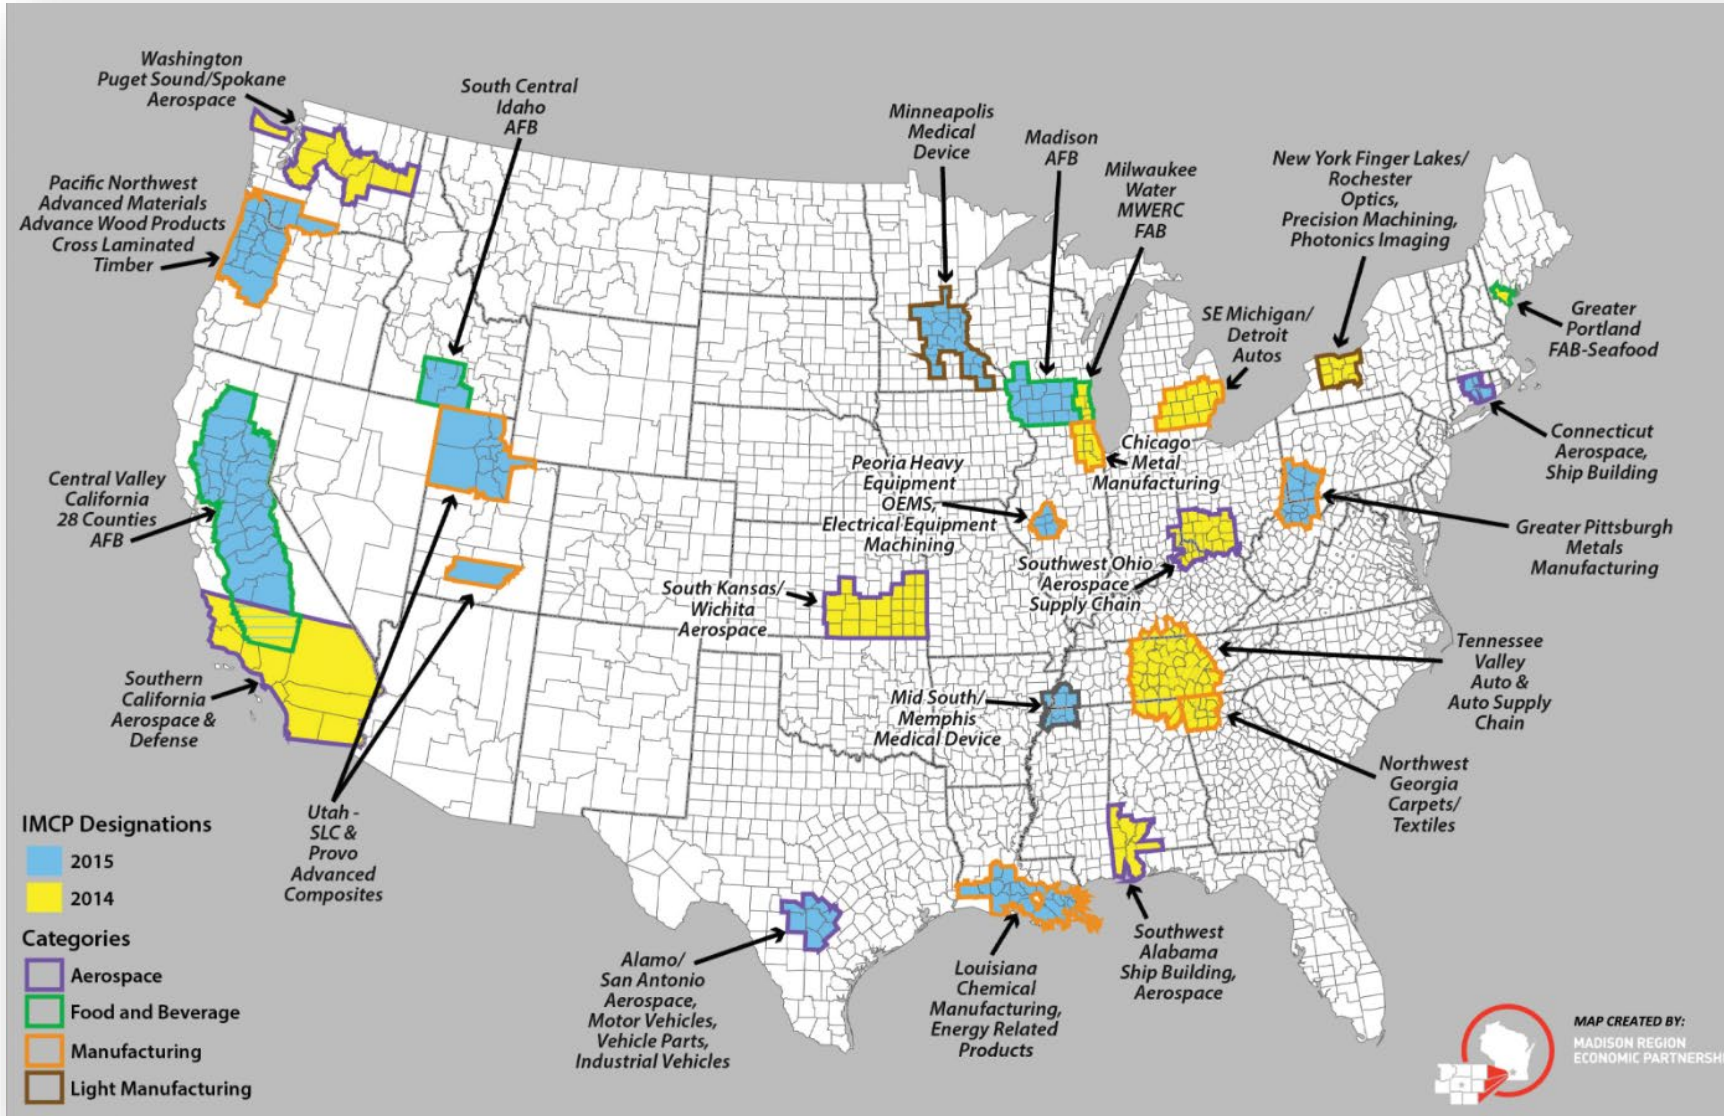 Washington
Puget Sound/Spokane
Aerospace
South Central
Idaho
AFB
Minneapolis
Medical
Device
Madison
AFB
Milwaukee
Water
MWERC
FAB
New York Finger Lakes/
Rochester
Optics,
Precision Machining,
Photonics Imaging
Pacific Northwest
Advanced Materials
Advance Wood Products
Cross Laminated
Timber
Greater
Portland
FAB-Seafood
SE Michigan/
Detroit
Autos
Connecticut
Aerospace,
Ship Building
Chicago
Metal
Manufacturing
Peoria Heavy
Equipment
OEMS,
Electrical Equipment
Machining
Central Valley
California
28 Counties
AFB
Greater Pittsburgh
Metals
Manufacturing
Southwest Ohio
Aerospace
Supply Chain
South Kansas/
Wichita
Aerospace
Tennessee
Valley
Auto &
Auto Supply
Chain
Southern
California
Aerospace &
Defense
Mid South/
Memphis
Medical Device
Northwest
Georgia
Carpets/
Textiles
Utah -
SLC &
Provo
Advanced
Composites
Alamo/
San Antonio
Aerospace,
Motor Vehicles,
Vehicle Parts,
Industrial Vehicles
Louisiana
Chemical
Manufacturing,
Energy Related
Products
Southwest
Alabama
Ship Building,
Aerospace
IMCP Designations
2015
2014
Categories
Aerospace
Food and Beverage
Manufacturing
Light Manufacturing
MAP CREATED BY:
MADISON REGION
ECONOMIC PARTNERSH